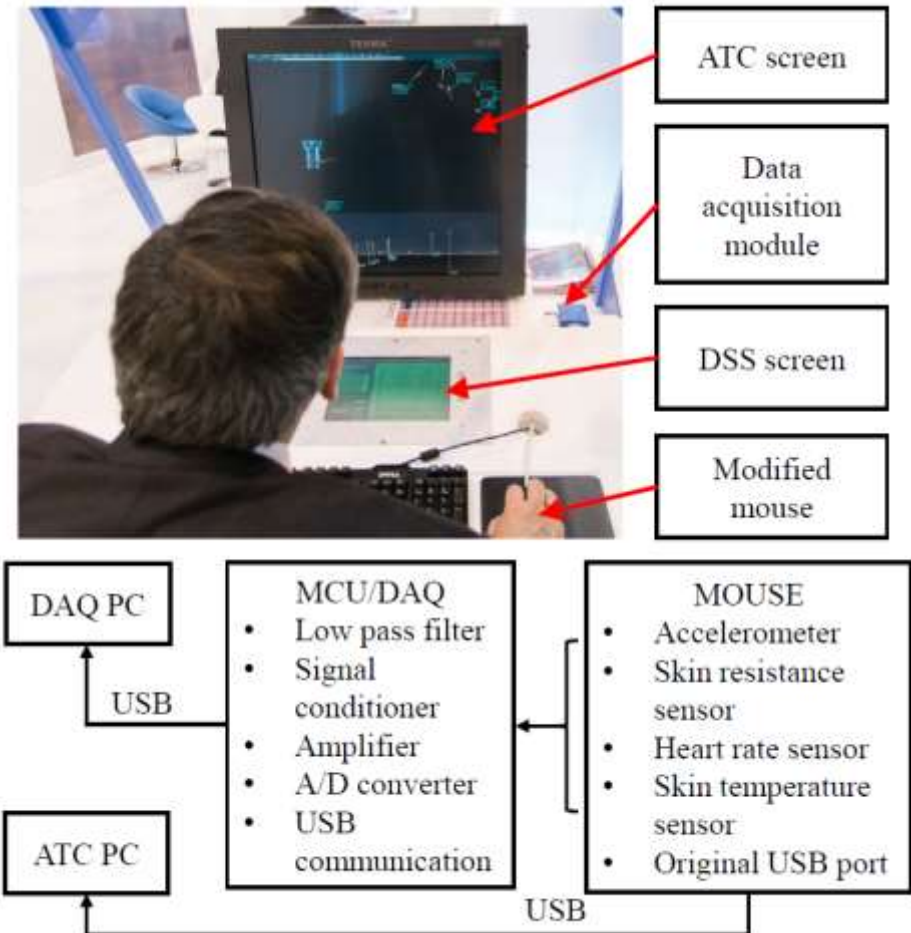 ATC screen
Data
acquisition
module
DSS screen
Modified
mouse
DAQ PC
USB
MCU/DAQ
• Low pass filter
• Signal
conditioner
• Amplifier
• A/D converter
• USB
communication
MOUSE
• Accelerometer
• Skin resistance
sensor
• Heart rate sensor
• Skin temperature
sensor
• Original USB port
ATC PC
USB